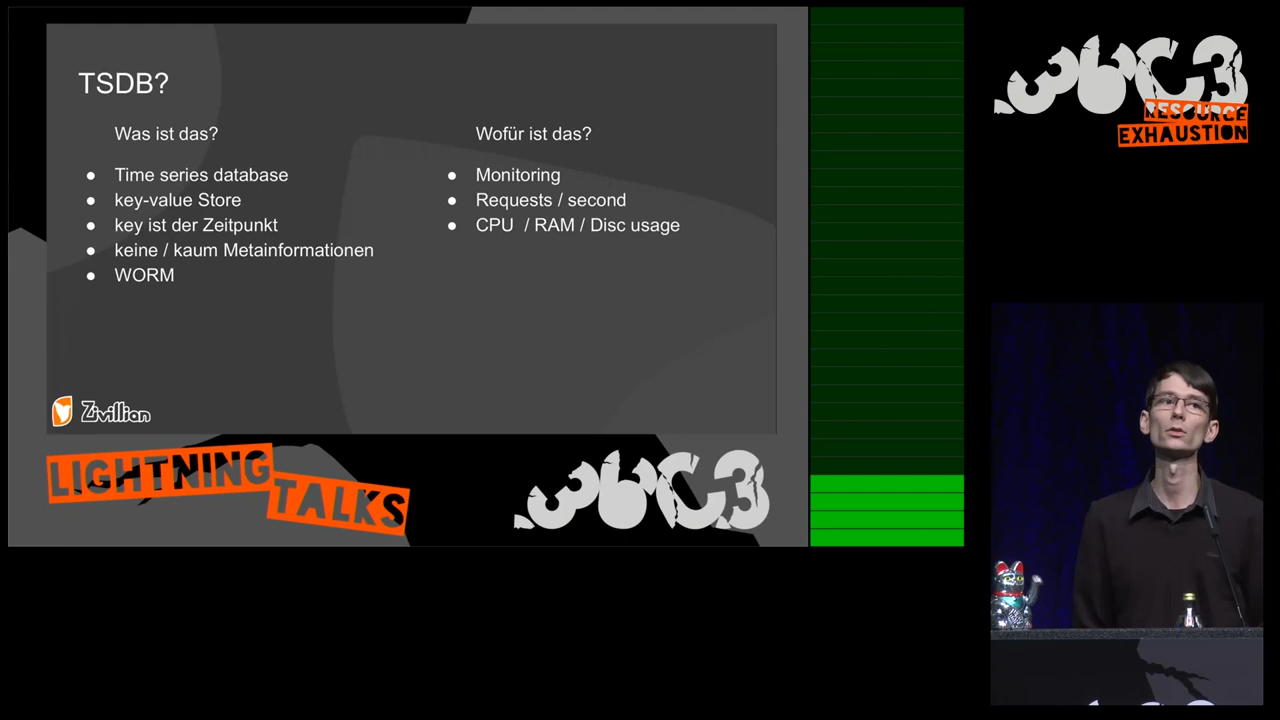 TSDB?
Was ist das?
Time series database
key-value Store
key ist der Zeitpunkt
keine / kaum Metainformationen
WORM
Wofür ist das?
Monitoring
Requests / second
CPU / RAM / Disc usage
Zivillian
LIGHTNING
TALKS
36C3
36C3
RESOURCE
EXHAUSTION